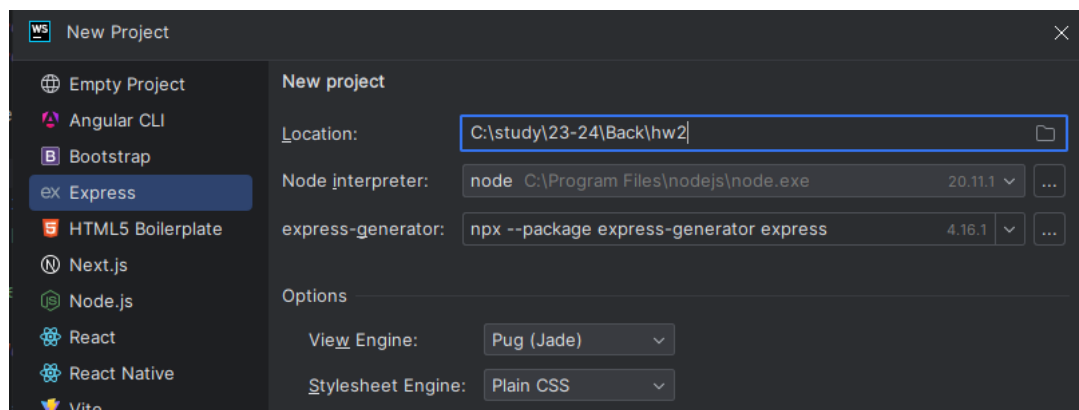 WS New Project
Empty Project
Angular CLI
B Bootstrap
ex Express
5 HTML5 Boilerplate
N Next.js
JS Node.js
React
React Native
Vite
New project
Location: C:\study\23-24\Back\hw2
Node interpreter: node C:\Program Files\nodejs\node.exe 20.11.1 ...
express-generator: npx --package express-generator express 4.16.1 ...
Options
View Engine: Pug (Jade)
Stylesheet Engine: Plain CSS